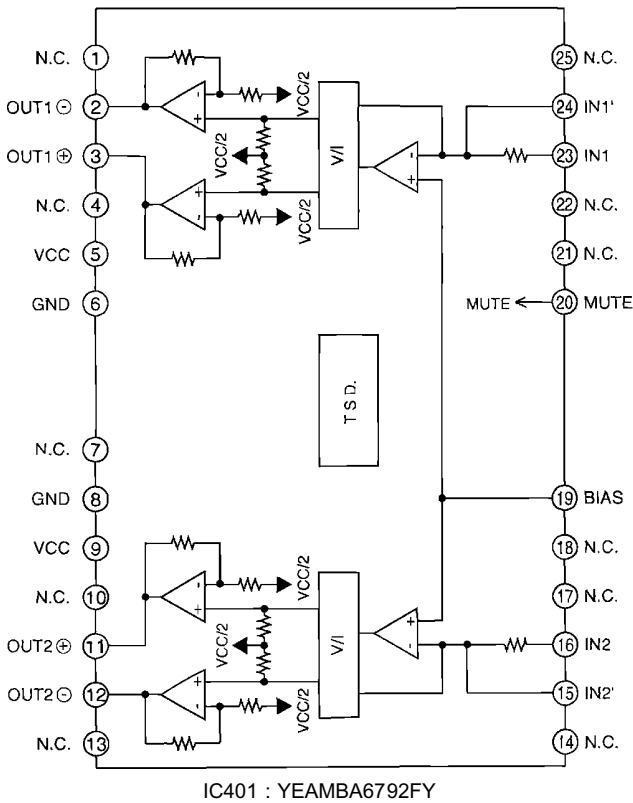 N.C. 1
25 N.C.
OUT1 ⊖ 2
24 IN1'
OUT1 ⊕ 3
23 IN1
N.C. 4
22 N.C.
VCC 5
21 N.C.
GND 6
MUTE 20 MUTE
N.C. 7
GND 8
19 BIAS
VCC 9
18 N.C.
N.C. 10
17 N.C.
OUT2 ⊕ 11
16 IN2
OUT2 ⊖ 12
15 IN2'
N.C. 13
14 N.C.
-
+
VCC/2
VCC/2
V/I
-
+
+
-
VCC/2
T S D.
-
+
VCC/2
VCC/2
V/I
+
-
+
-
VCC/2
IC401 : YEAMBA6792FY